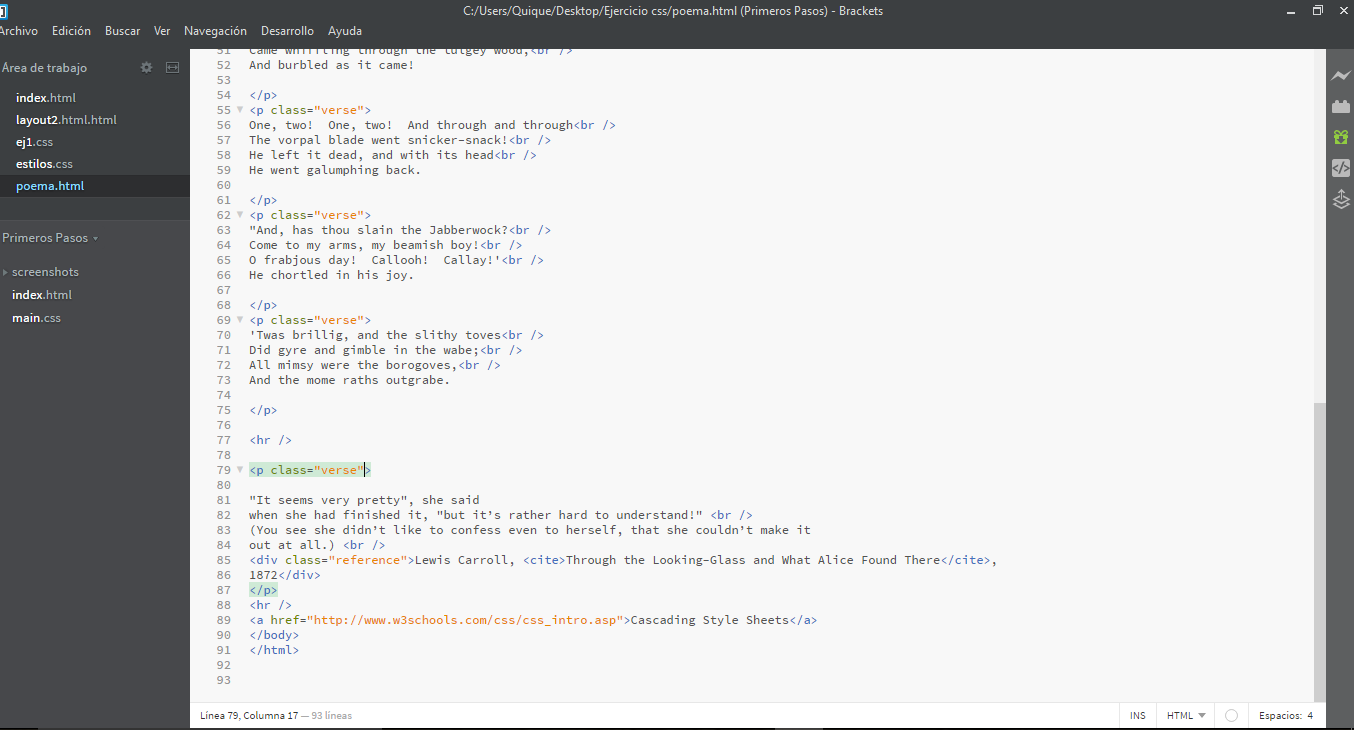 C:/Users/Quique/Desktop/Ejercicio css/poema.html (Primeros Pasos) - Brackets
Archivo Edición Buscar Ver Navegación Desarrollo Ayuda
Área de trabajo
index.html
layout2.html.html
ej1.css
estilos.css
poema.html
Primeros Pasos
screenshots
index.html
main.css
51 Came whiffling through the tulgey wood,<br />
52 And burbled as it came!
53
54 </p>
55 <p class="verse">
56 One, two!  One, two!  And through and through<br />
57 The vorpal blade went snicker-snack!<br />
58 He left it dead, and with its head<br />
59 He went galumphing back.
60
61 </p>
62 <p class="verse">
63 "And, has thou slain the Jabberwock?<br />
64 Come to my arms, my beamish boy!<br />
65 O frabjous day!  Callooh!  Callay!'<br />
66 He chortled in his joy.
67
68 </p>
69 <p class="verse">
70 'Twas brillig, and the slithy toves<br />
71 Did gyre and gimble in the wabe;<br />
72 All mimsy were the borogoves,<br />
73 And the mome raths outgrabe.
74
75 </p>
76
77 <hr />
78
79 <p class="verse">
80
81 "It seems very pretty", she said
82 when she had finished it, "but it’s rather hard to understand!" <br />
83 (You see she didn’t like to confess even to herself, that she couldn’t make it
84 out at all.) <br />
85 <div class="reference">Lewis Carroll, <cite>Through the Looking-Glass and What Alice Found There</cite>,
86 1872</div>
87 </p>
88 <hr />
89 <a href="http://www.w3schools.com/css/css_intro.asp">Cascading Style Sheets</a>
90 </body>
91 </html>
92
93
Línea 79, Columna 17 — 93 líneas
INS HTML Espacios: 4